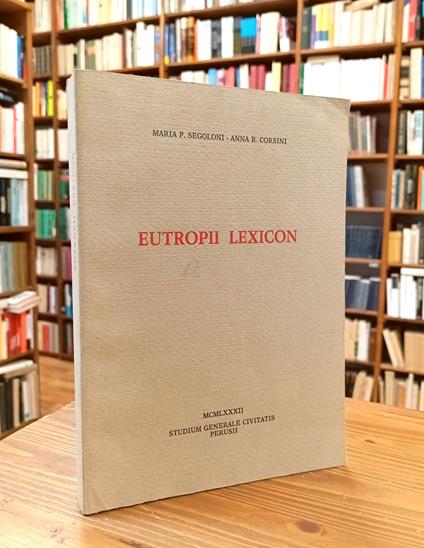 MARIA P. SEGOLONI - ANNA R. CORSINI
EUTROPII LEXICON
MCMLXXXII
STUDIUM GENERALE CIVITATIS
PERUSII